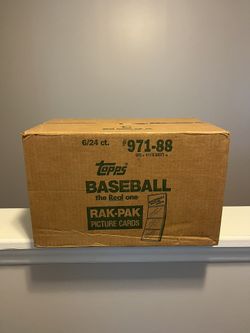 6/24 ct. #971-88
Topps
BASEBALL
the Real one
RAK-PAK
PICTURE CARDS